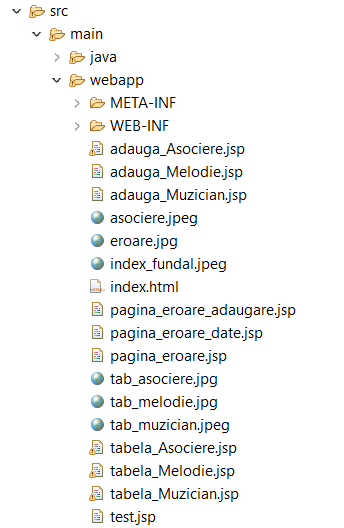 src
main
java
webapp
META-INF
WEB-INF
adauga_Asociere.jsp
adauga_Melodie.jsp
adauga_Muzician.jsp
asociere.jpeg
eroare.jpg
index_fundal.jpeg
index.html
pagina_eroare_adaugare.jsp
pagina_eroare_date.jsp
pagina_eroare.jsp
tab_asociere.jpg
tab_melodie.jpg
tab_muzician.jpeg
tabela_Asociere.jsp
tabela_Melodie.jsp
tabela_Muzician.jsp
test.jsp